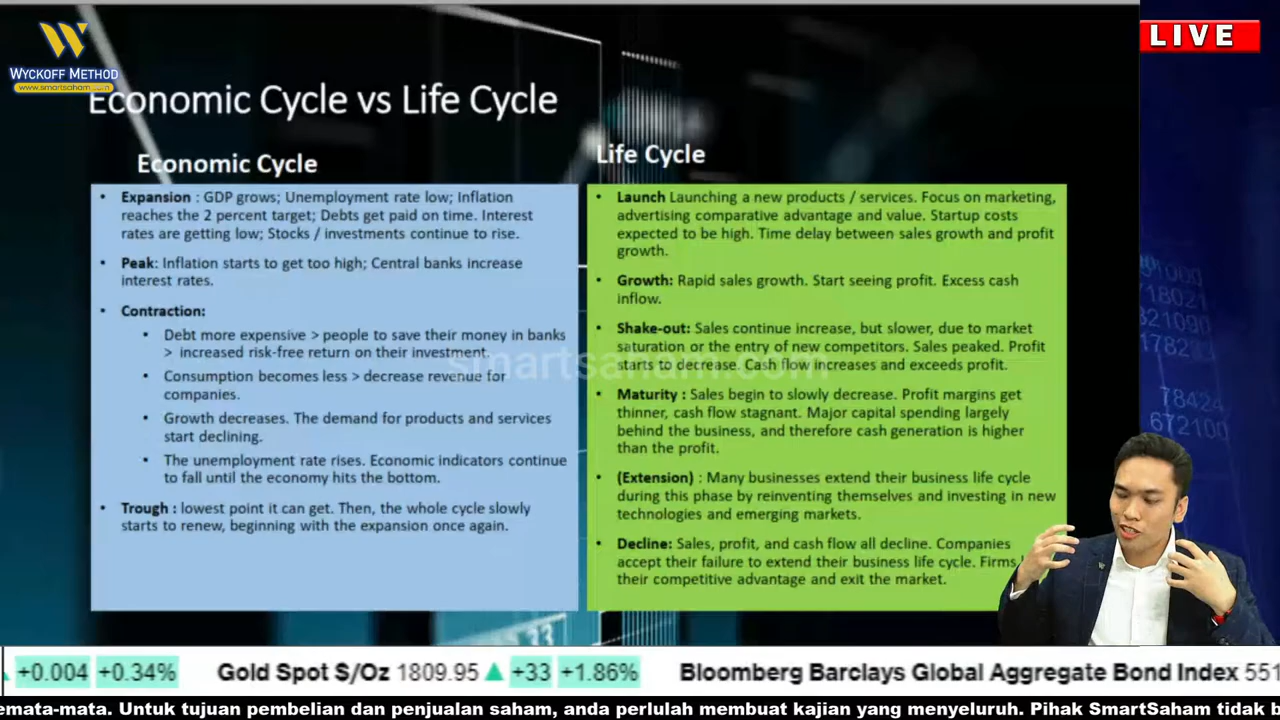 WYCKOFF METHOD
www.smartsaham.com
LIVE
Economic Cycle vs Life Cycle
Economic Cycle
• Expansion : GDP grows; Unemployment rate low; Inflation
reaches the 2 percent target; Debts get paid on time. Interest
rates are getting low; Stocks / investments continue to rise.
• Peak: Inflation starts to get too high; Central banks increase
interest rates.
• Contraction:
• Debt more expensive > people to save their money in banks
> increased risk-free return on their investment.
• Consumption becomes less > decrease revenue for
companies.
• Growth decreases. The demand for products and services
start declining.
• The unemployment rate rises. Economic indicators continue
to fall until the economy hits the bottom.
• Trough : lowest point it can get. Then, the whole cycle slowly
starts to renew, beginning with the expansion once again.
Life Cycle
• Launch Launching a new products / services. Focus on marketing,
advertising comparative advantage and value. Startup costs
expected to be high. Time delay between sales growth and profit
growth.
• Growth: Rapid sales growth. Start seeing profit. Excess cash
inflow.
• Shake-out: Sales continue increase, but slower, due to market
saturation or the entry of new competitors. Sales peaked. Profit
starts to decrease. Cash flow increases and exceeds profit.
• Maturity : Sales begin to slowly decrease. Profit margins get
thinner, cash flow stagnant. Major capital spending largely
behind the business, and therefore cash generation is higher
than the profit.
• (Extension) : Many businesses extend their business life cycle
during this phase by reinventing themselves and investing in new
technologies and emerging markets.
• Decline: Sales, profit, and cash flow all decline. Companies
accept their failure to extend their business life cycle. Firms
their competitive advantage and exit the market.
smartsaham.com
78424
672100
+0.004 +0.34% Gold Spot $/Oz 1809.95 ▲ +33 +1.86% Bloomberg Barclays Global Aggregate Bond Index 551
emata-mata. Untuk tujuan pembelian dan penjualan saham, anda perlulah membuat kajian yang menyeluruh. Pihak SmartSaham tidak b